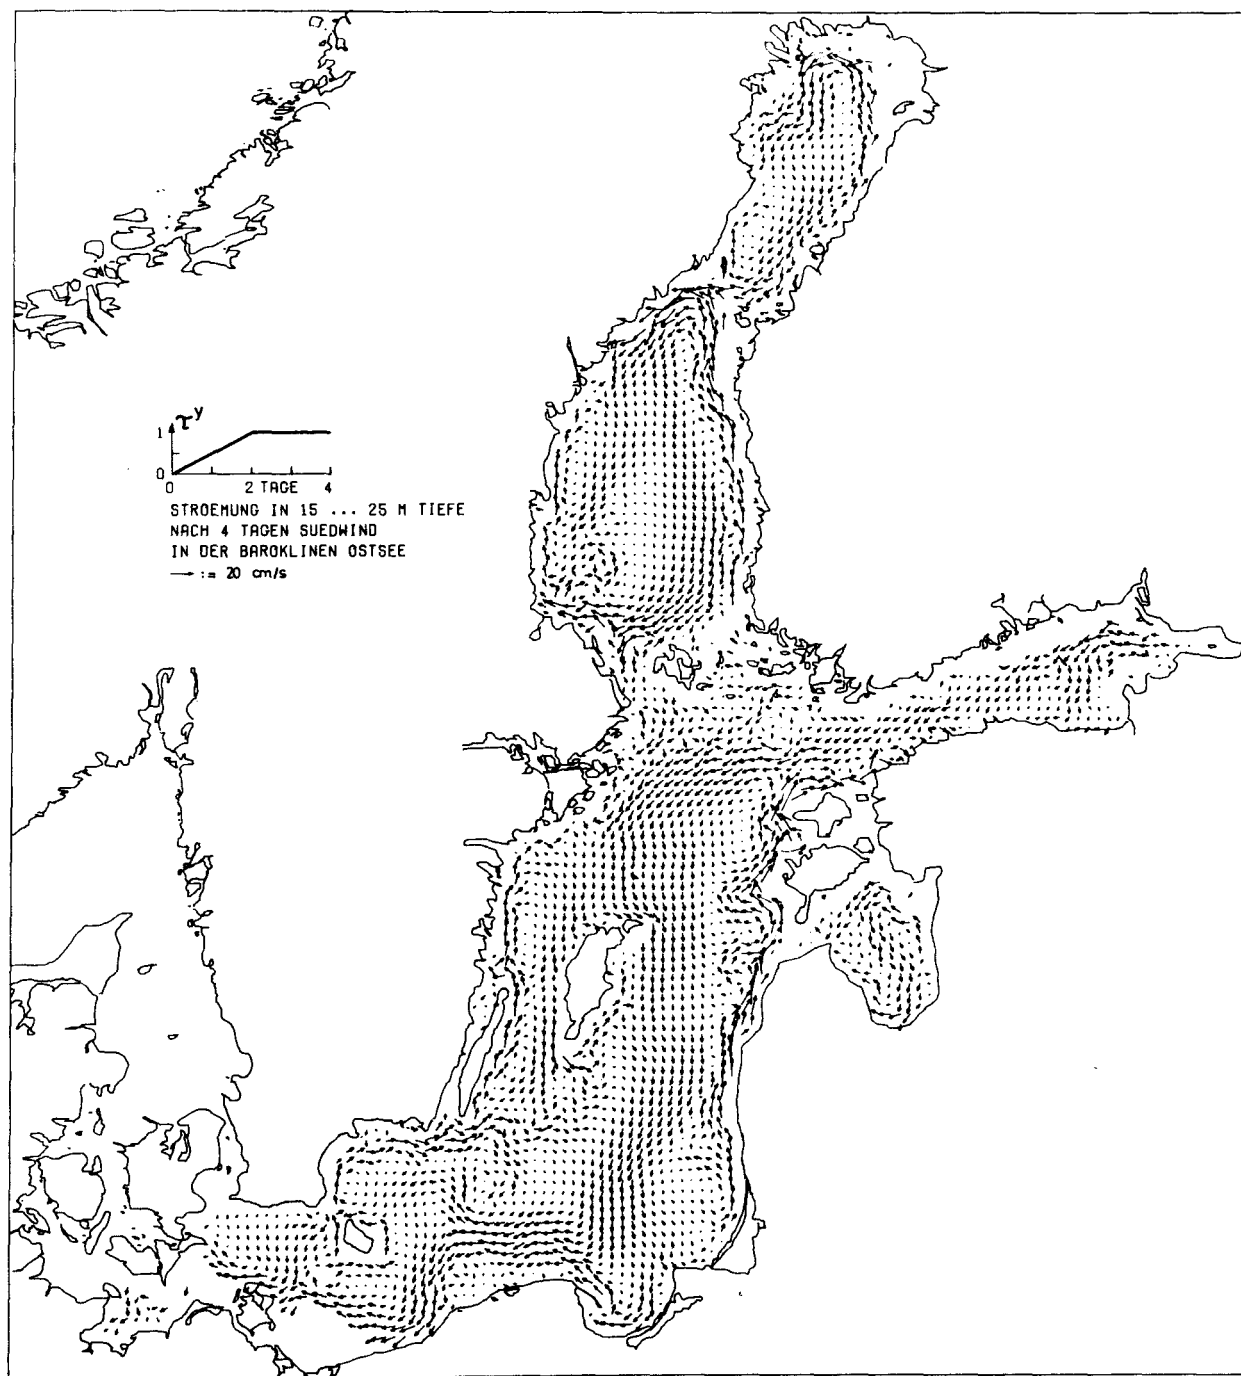 τʸ
1
0
0 2 TAGE 4
STROEMUNG IN 15 ... 25 M TIEFE
NACH 4 TAGEN SUEDWIND
IN DER BAROKLINEN OSTSEE
⟶ := 20 cm/s